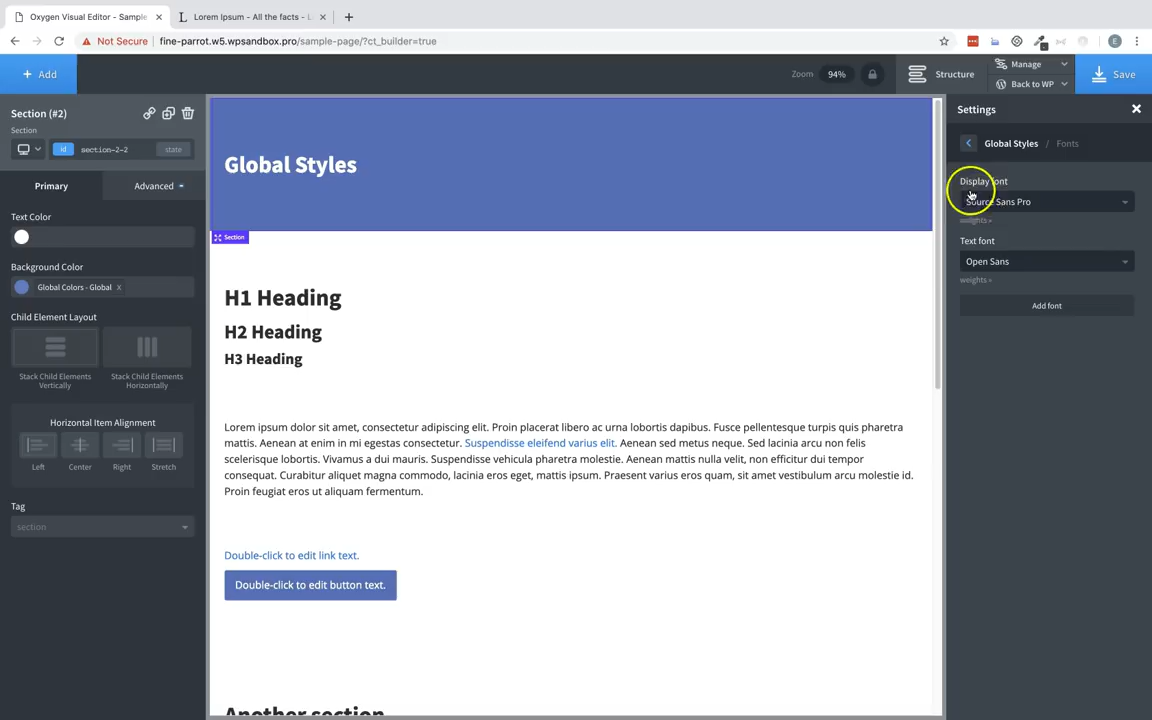 Oxygen Visual Editor - Sample
Lorem Ipsum - All the facts - L
Not Secure
fine-parrot.w5.wpsandbox.pro/sample-page/?ct_builder=true
E
+ Add
Zoom
94%
Structure
Manage
Back to WP
Save
Section (#2)
Section
id
section-2-2
state
Primary
Advanced
Text Color
Background Color
Global Colors - Global x
Child Element Layout
Stack Child Elements
Vertically
Stack Child Elements
Horizontally
Horizontal Item Alignment
Left
Center
Right
Stretch
Tag
section
Global Styles
Section
H1 Heading
H2 Heading
H3 Heading
Lorem ipsum dolor sit amet, consectetur adipiscing elit. Proin placerat libero ac urna lobortis dapibus. Fusce pellentesque turpis quis pharetra
mattis. Aenean at enim in mi egestas consectetur. Suspendisse eleifend varius elit. Aenean sed metus neque. Sed lacinia arcu non felis
scelerisque lobortis. Vivamus a dui mauris. Suspendisse vehicula pharetra molestie. Aenean mattis nulla velit, non efficitur dui tempor
consequat. Curabitur aliquet magna commodo, lacinia eros eget, mattis ipsum. Praesent varius eros quam, sit amet vestibulum arcu molestie id.
Proin feugiat eros ut aliquam fermentum.
Double-click to edit link text.
Double-click to edit button text.
Another section
Settings
Global Styles / Fonts
Display font
Source Sans Pro
weights »
Text font
Open Sans
weights »
Add font